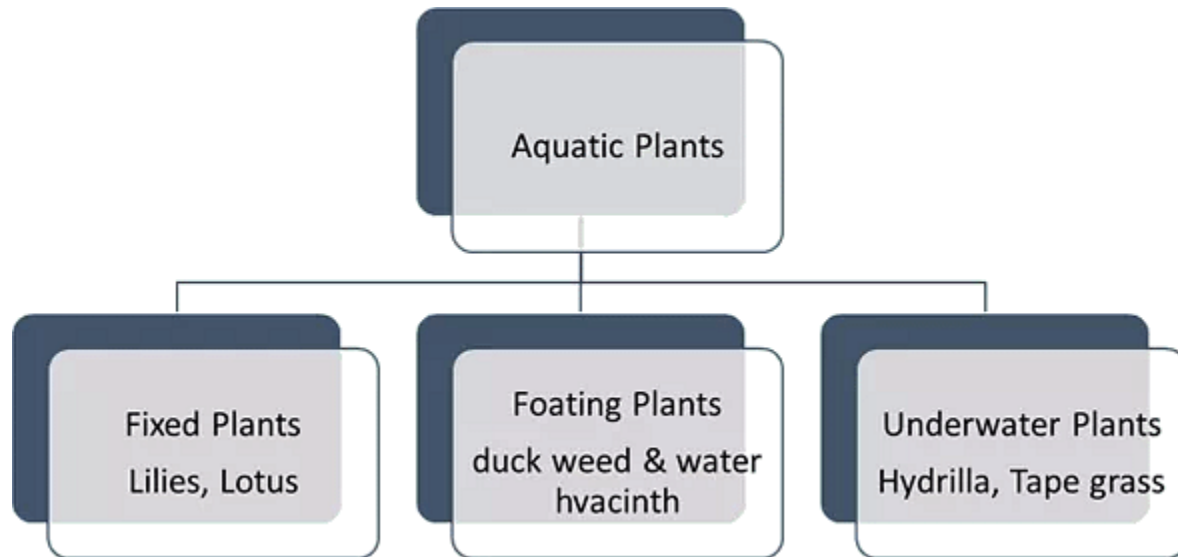 Aquatic Plants
Fixed Plants
Lilies, Lotus
Foating Plants
duck weed & water
hvacinth
Underwater Plants
Hydrilla, Tape grass